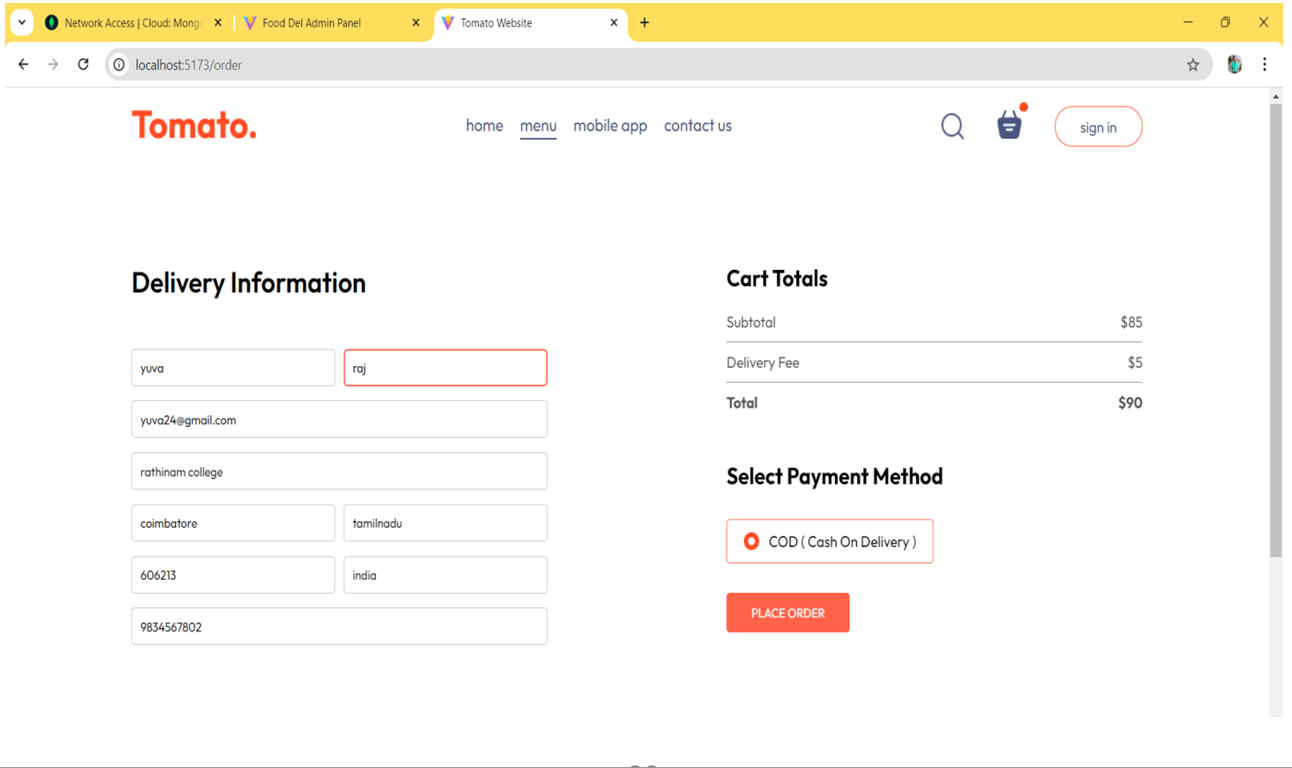 Network Access | Cloud: Mong
Food Del Admin Panel
Tomato Website
localhost:5173/order
Tomato.
home menu mobile app contact us
sign in
Delivery Information
yuva raj
yuva24@gmail.com
rathinam college
coimbatore tamilnadu
606213 india
9834567802
Cart Totals
Subtotal $85
Delivery Fee $5
Total $90
Select Payment Method
COD ( Cash On Delivery )
PLACE ORDER